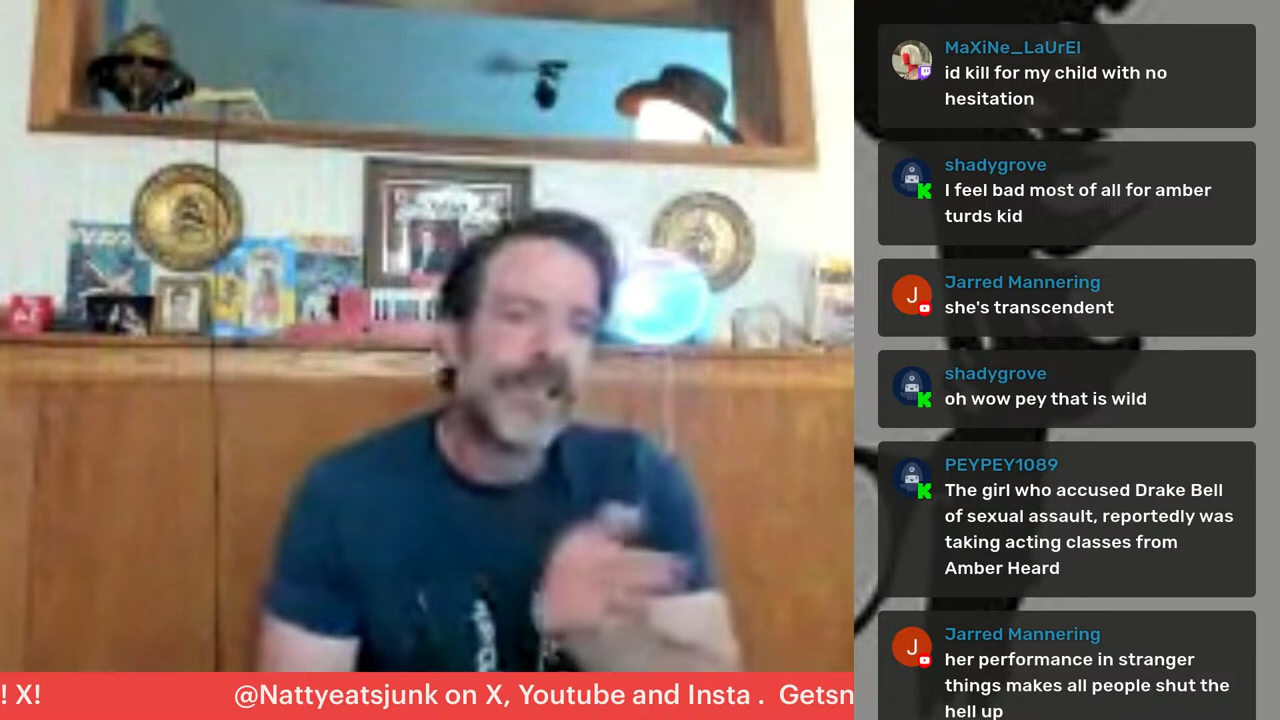 MaXiNe_LaUrEl
id kill for my child with no
hesitation
shadygrove
I feel bad most of all for amber
turds kid
Jarred Mannering
she's transcendent
shadygrove
oh wow pey that is wild
PEYPEY1089
The girl who accused Drake Bell
of sexual assault, reportedly was
taking acting classes from
Amber Heard
Jarred Mannering
her performance in stranger
things makes all people shut the
hell up
! X! @Nattyeatsjunk on X, Youtube and Insta . Getsn